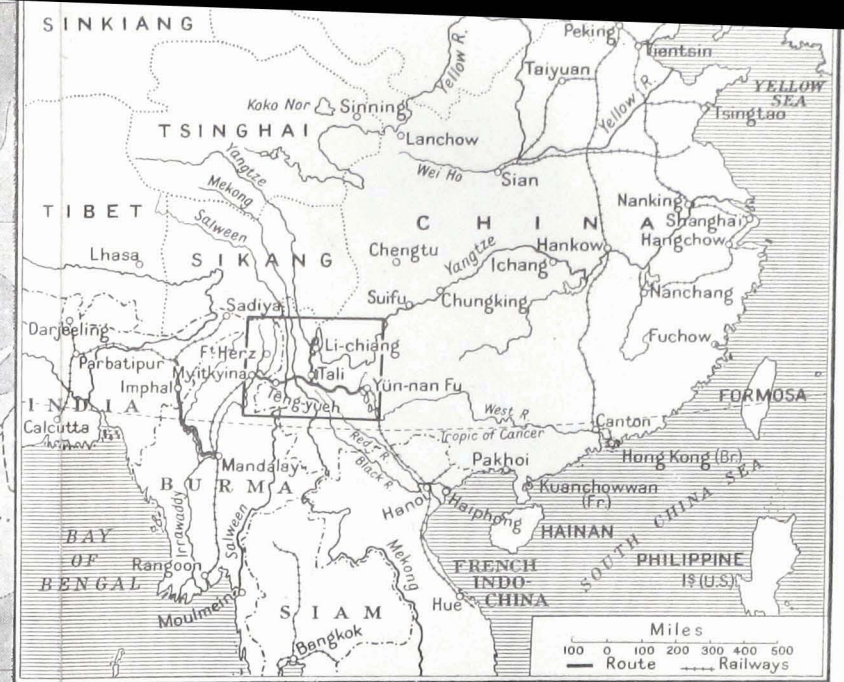 SINKIANG
Peking
Tientsin
Taiyuan
Yellow R.
Yellow R.
YELLOW
SEA
Koko Nor
Sinning
Tsingtao
TSINGHAI
Lanchow
Wei Ho
Sian
Yangtze
Mekong
Salween
TIBET
Nanking
Shanghai
CHINA
Hangchow
Lhasa
SIKANG
Chengtu
Yangtze
Hankow
Ichang
Suifu
Chungking
Nanchang
Sadiya
Darjeeling
Li-chiang
Fuchow
Ft Herz
Parbatipur
Myitkyina
Tali
Yün-nan Fu
Imphal
Teng-yueh
FORMOSA
INDIA
West R.
Canton
Calcutta
Tropic of Cancer
Red R.
Black R.
Hong Kong (Br.)
Mandalay
Pakhoi
BURMA
Kuanchowwan
(Fr.)
Hanoi
Haiphong
HAINAN
SOUTH CHINA SEA
Irrawaddy
Salween
BAY
OF
BENGAL
Mekong
PHILIPPINE
IS (U.S.)
Rangoon
FRENCH
INDO-
CHINA
Hue
Moulmein
SIAM
Bangkok
Miles
100 0 100 200 300 400 500
Route Railways